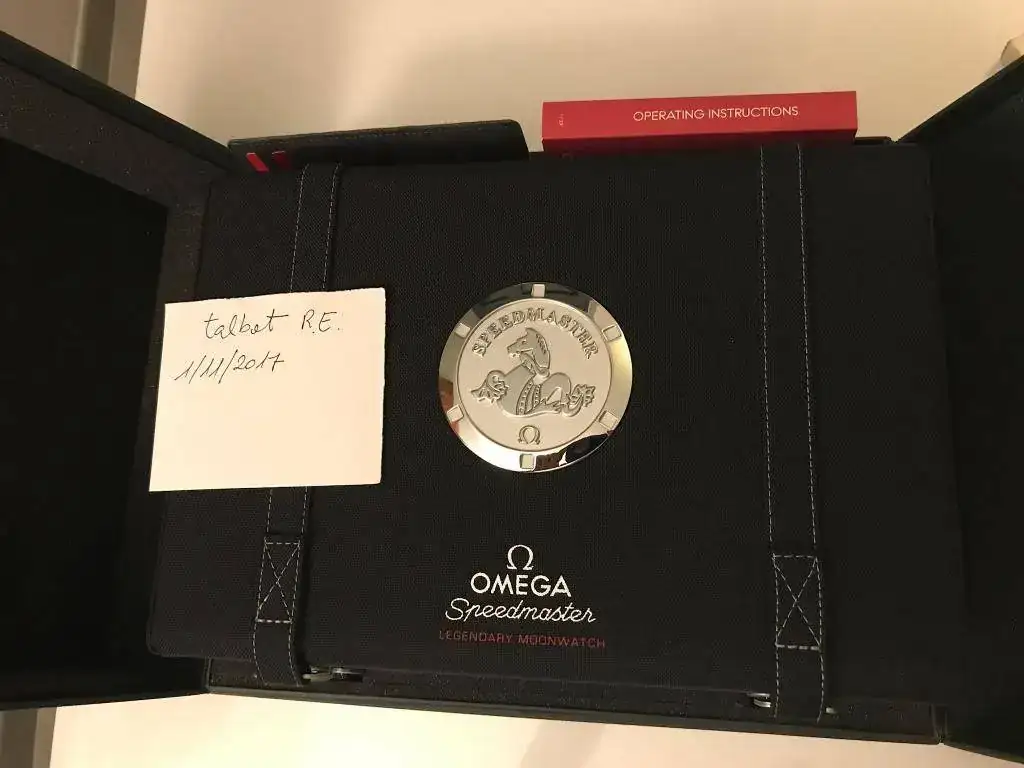 OPERATING INSTRUCTIONS
talbot R.E.
1/11/2017
SPEEDMASTER
Ω
Ω
OMEGA
Speedmaster
LEGENDARY MOONWATCH